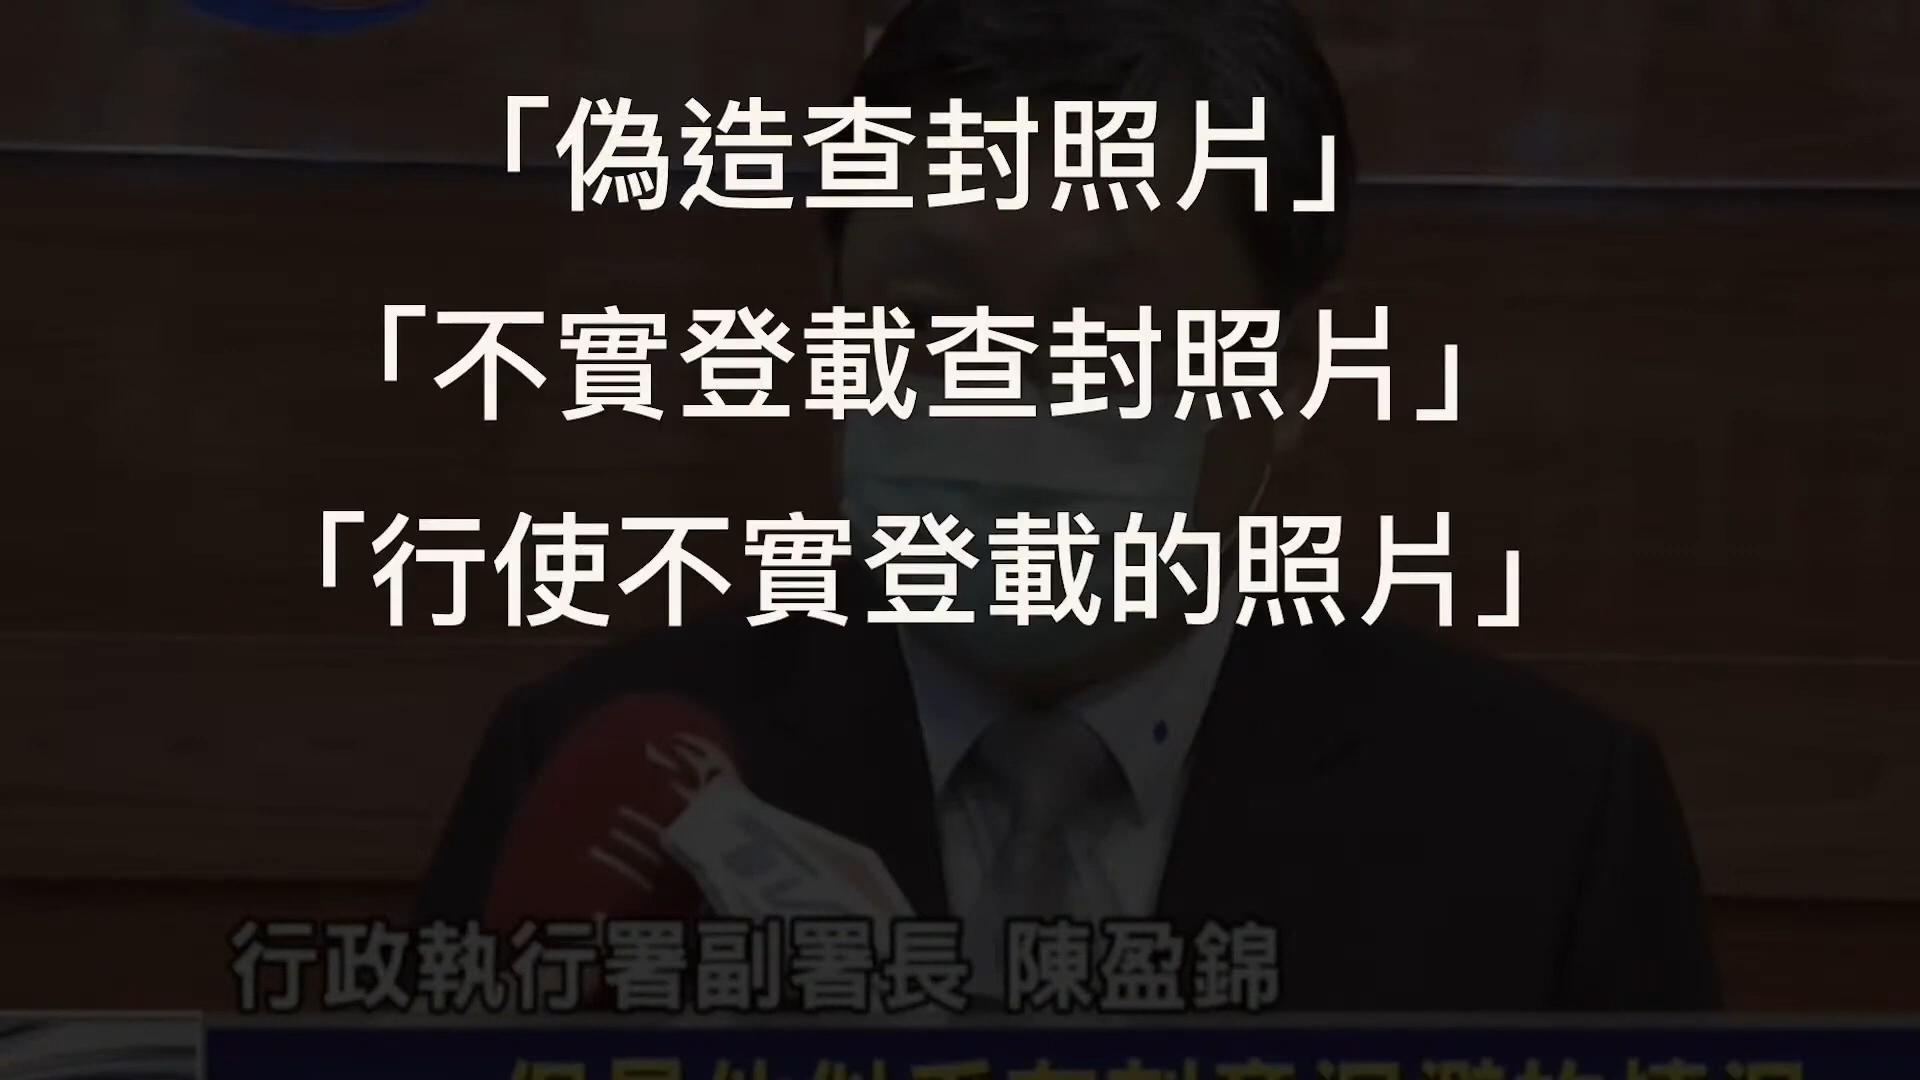 「偽造查封照片」
「不實登載查封照片」
「行使不實登載的照片」
行政執行署副署長 陳盈錦